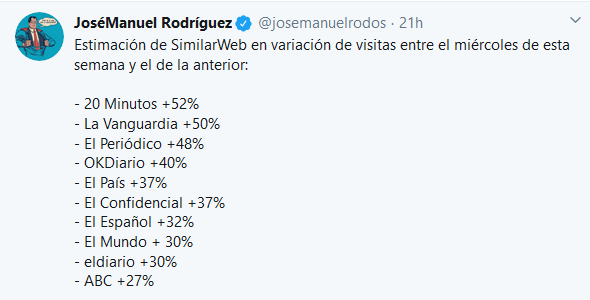 JoséManuel Rodríguez @josemanuelrodos · 21h
Estimación de SimilarWeb en variación de visitas entre el miércoles de esta
semana y el de la anterior:
- 20 Minutos +52%
- La Vanguardia +50%
- El Periódico +48%
- OKDiario +40%
- El País +37%
- El Confidencial +37%
- El Español +32%
- El Mundo + 30%
- eldiario +30%
- ABC +27%